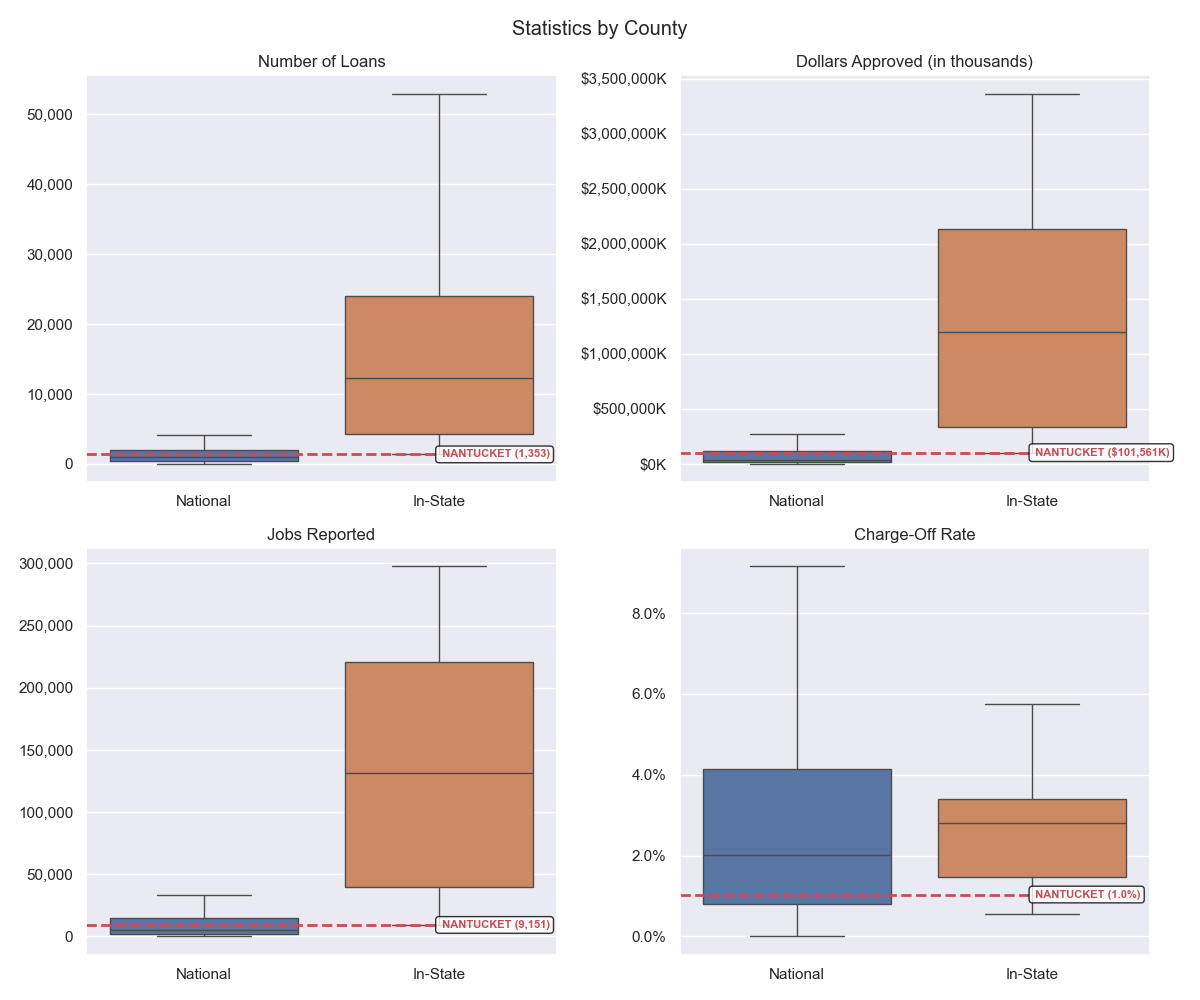 Statistics by County
Number of Loans
50,000
40,000
30,000
20,000
10,000
0
NANTUCKET (1,353)
National
In-State
Dollars Approved (in thousands)
$3,500,000K
$3,000,000K
$2,500,000K
$2,000,000K
$1,500,000K
$1,000,000K
$500,000K
$0K
NANTUCKET ($101,561K)
National
In-State
Jobs Reported
300,000
250,000
200,000
150,000
100,000
50,000
0
NANTUCKET (9,151)
National
In-State
Charge-Off Rate
8.0%
6.0%
4.0%
2.0%
0.0%
NANTUCKET (1.0%)
National
In-State